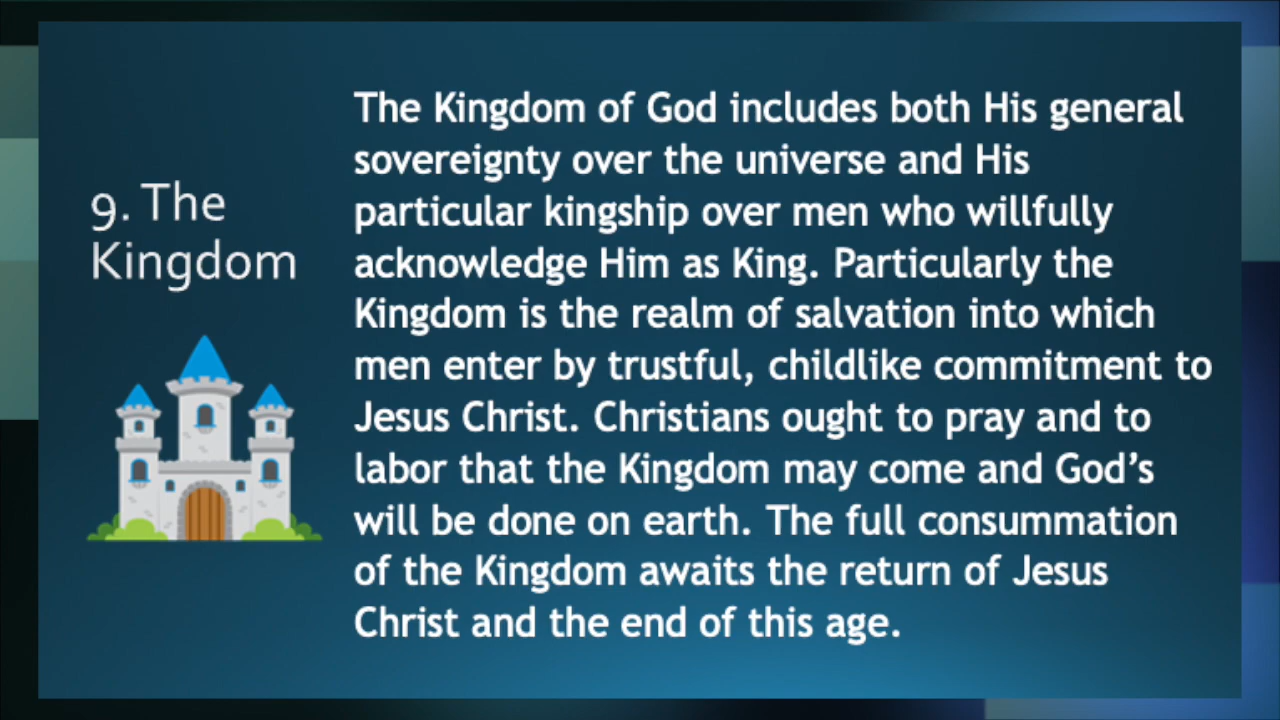 9. The
Kingdom
The Kingdom of God includes both His general
sovereignty over the universe and His
particular kingship over men who willfully
acknowledge Him as King. Particularly the
Kingdom is the realm of salvation into which
men enter by trustful, childlike commitment to
Jesus Christ. Christians ought to pray and to
labor that the Kingdom may come and God’s
will be done on earth. The full consummation
of the Kingdom awaits the return of Jesus
Christ and the end of this age.